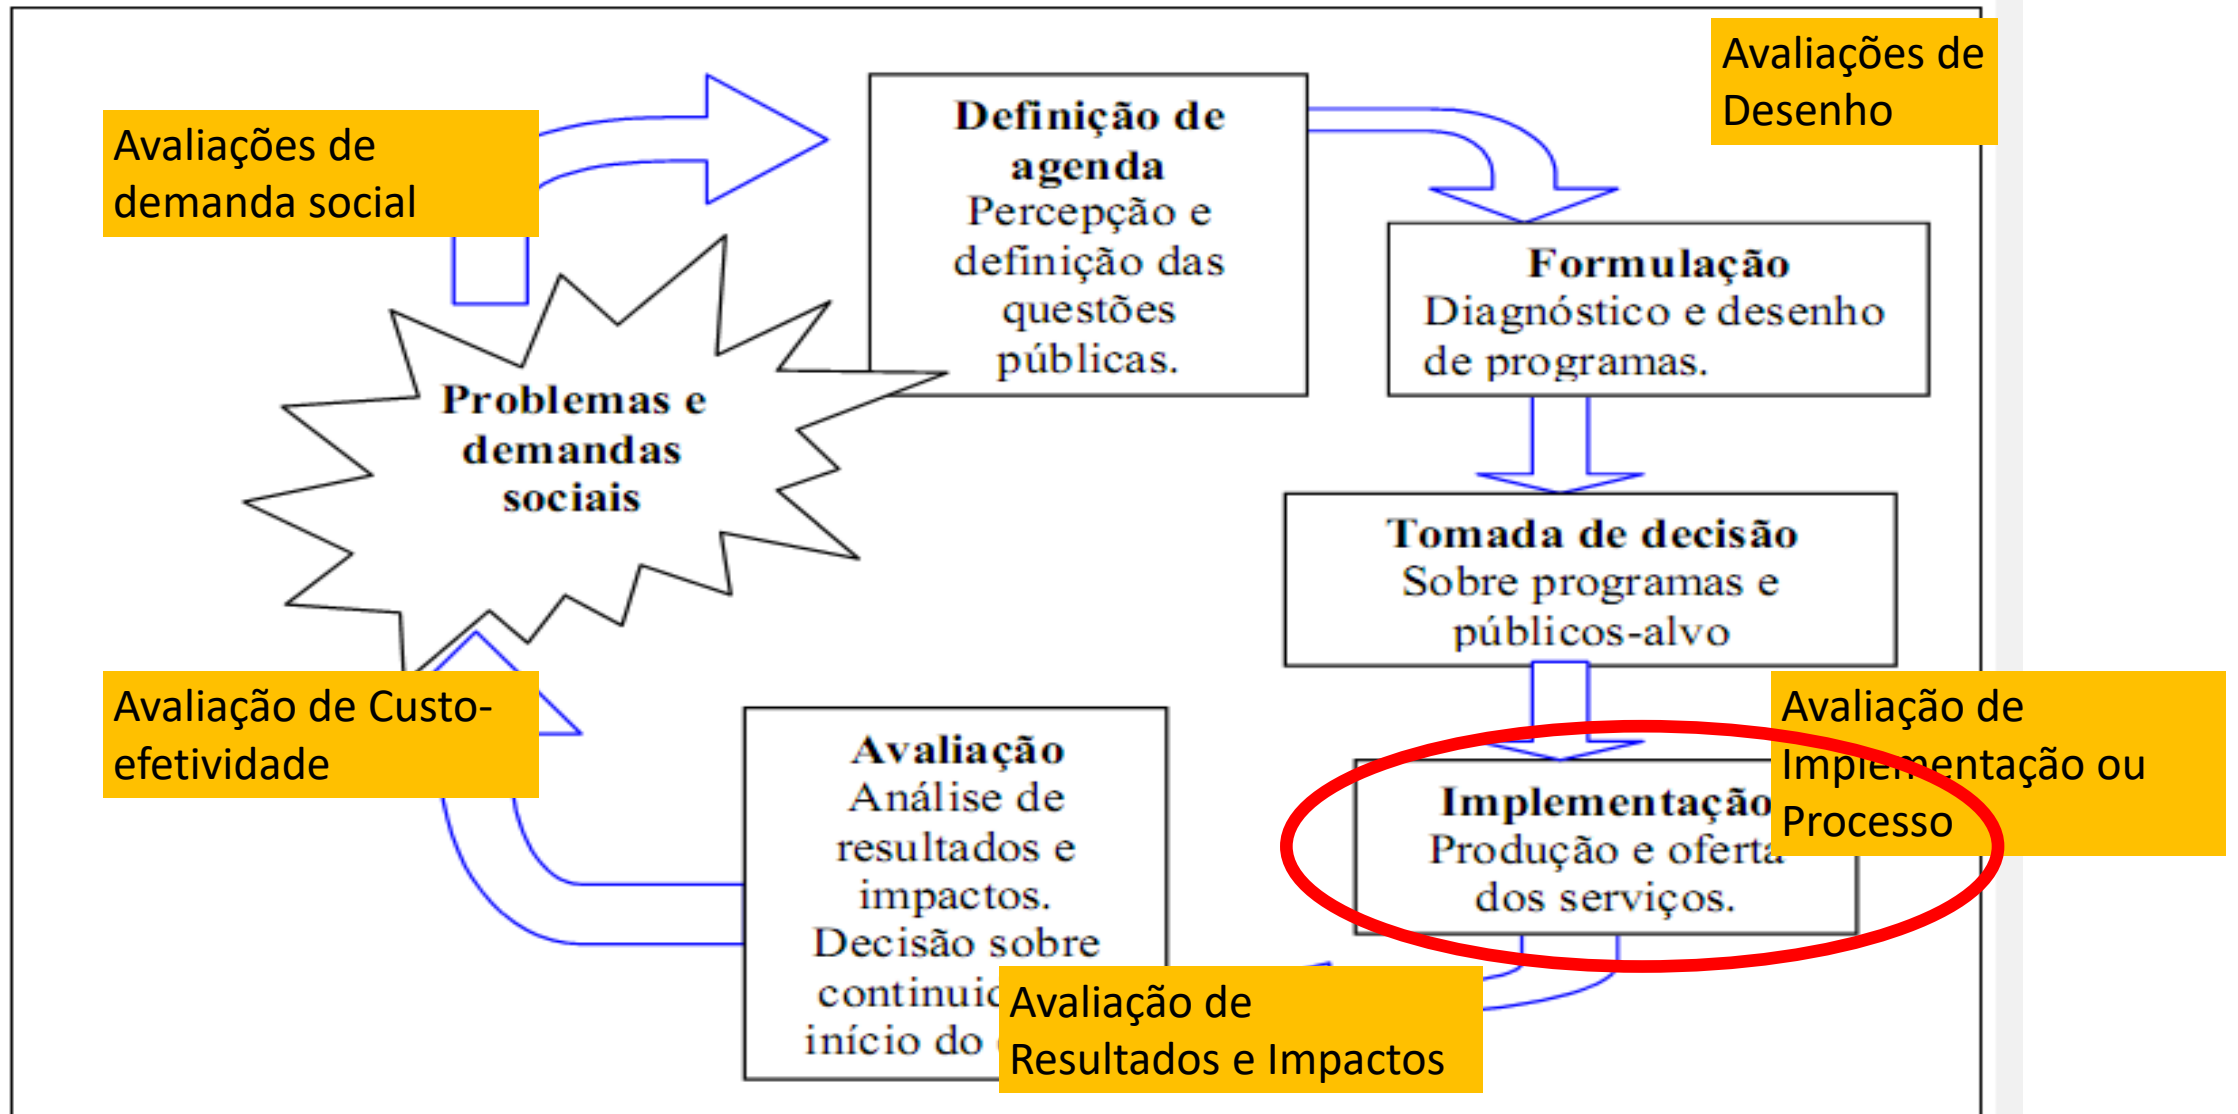 Avaliações de
demanda social
Definição de
agenda
Percepção e
definição das
questões
públicas.
Avaliações de
Desenho
Formulação
Diagnóstico e desenho
de programas.
Problemas e
demandas
sociais
Tomada de decisão
Sobre programas e
públicos-alvo
Avaliação de
Implementação ou
Processo
Implementação
Produção e oferta
dos serviços.
Avaliação de Custo-
efetividade
Avaliação
Análise de
resultados e
impactos.
Decisão sobre
início do
Avaliação de
Resultados e Impactos